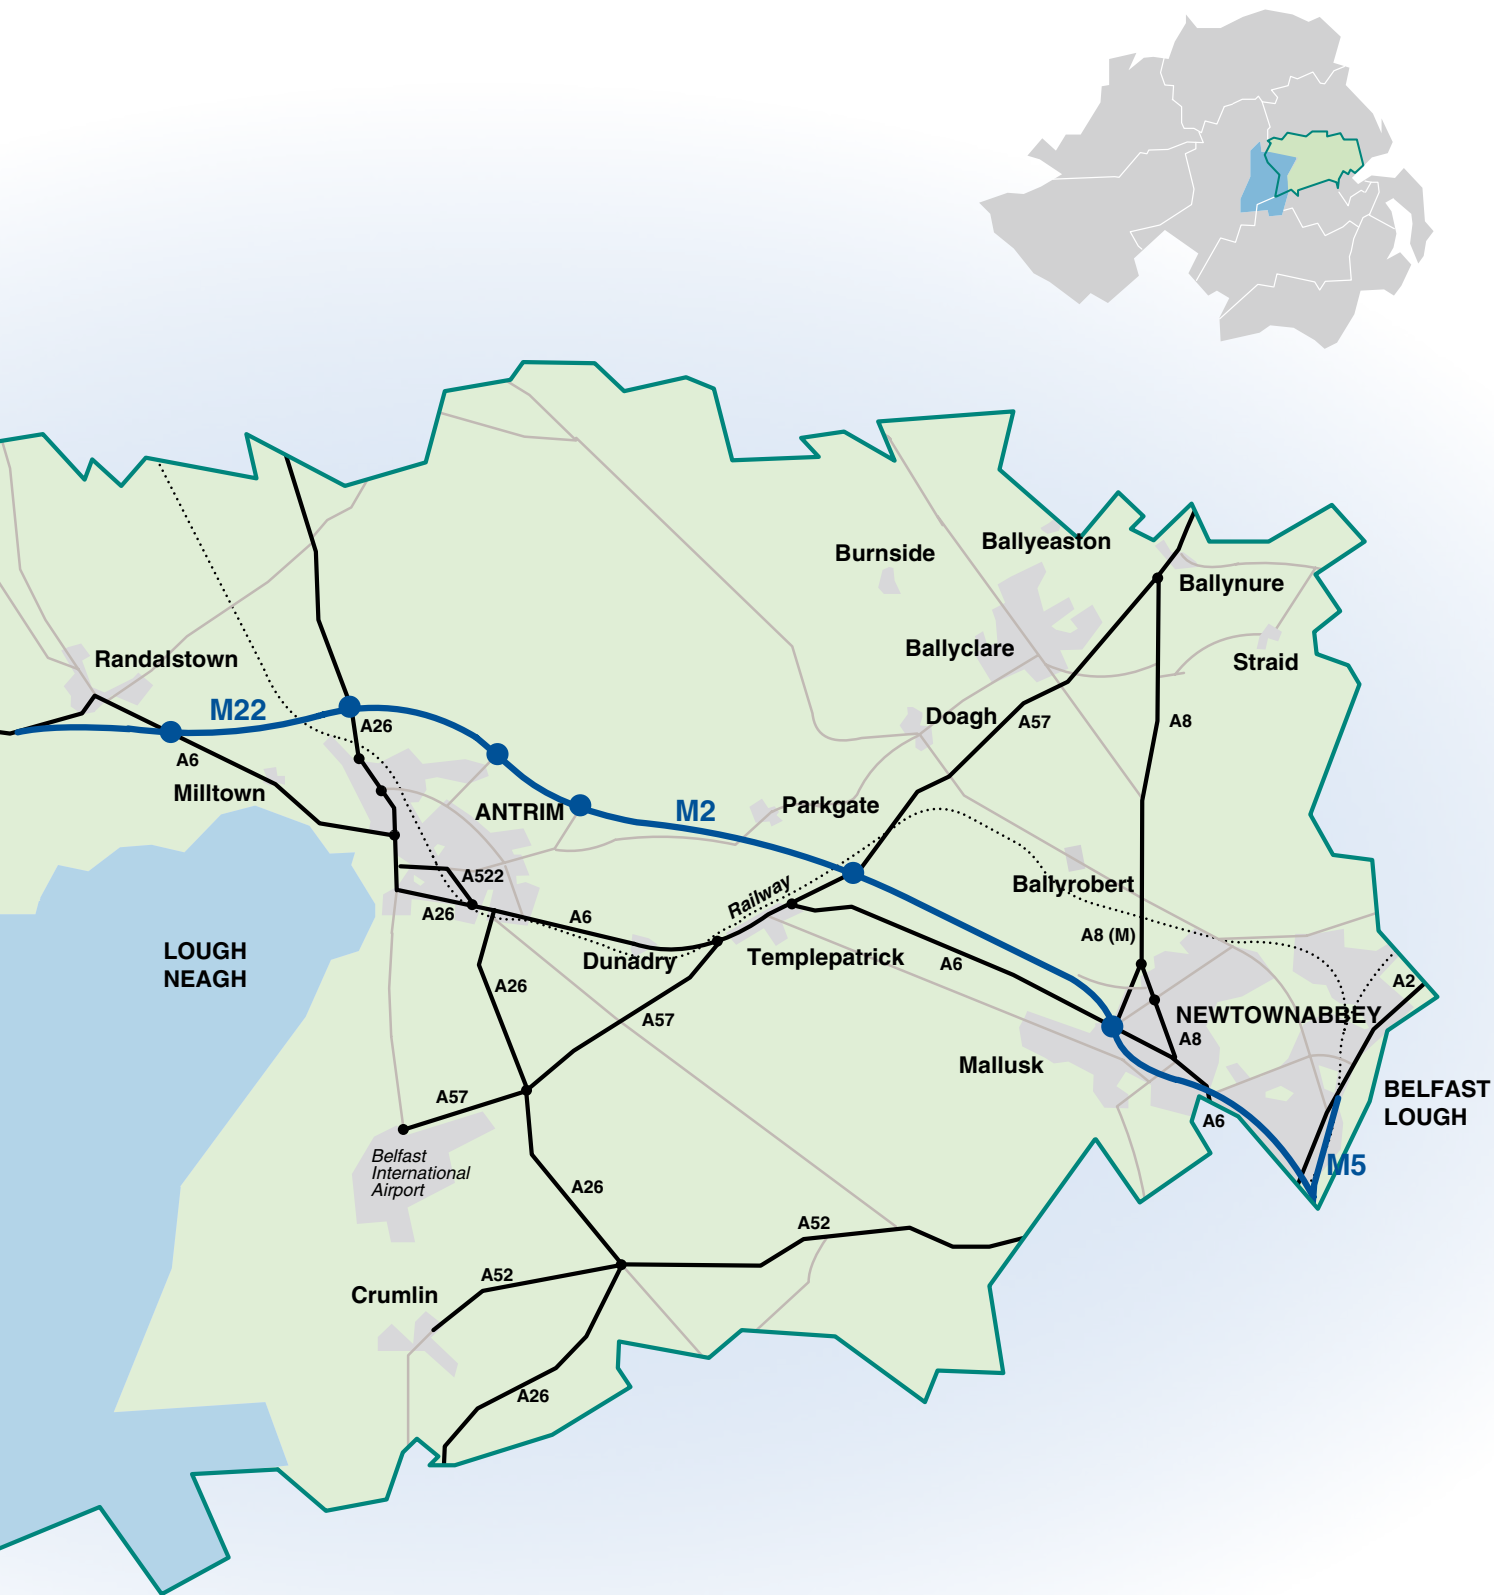 Ballyeaston
Burnside
Ballynure
Ballyclare
Randalstown
Straid
M22
Doagh
A57
A8
A26
A6
Milltown
ANTRIM
M2
Parkgate
A522
Railway
Ballyrobert
A26
A6
A8 (M)
LOUGH
NEAGH
Dunadry
Templepatrick
A6
A26
A2
NEWTOWNABBEY
A57
A8
Mallusk
A57
BELFAST
LOUGH
A6
Belfast
International
Airport
M5
A26
A52
A52
Crumlin
A26